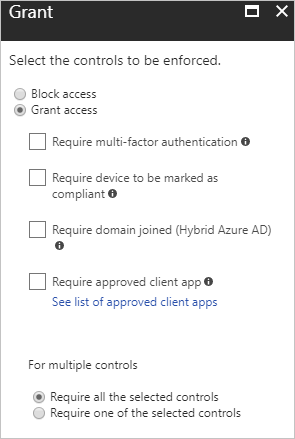 Grant
Select the controls to be enforced.
Block access
Grant access
Require multi-factor authentication
Require device to be marked as
compliant
Require domain joined (Hybrid Azure AD)
Require approved client app
See list of approved client apps
For multiple controls
Require all the selected controls
Require one of the selected controls